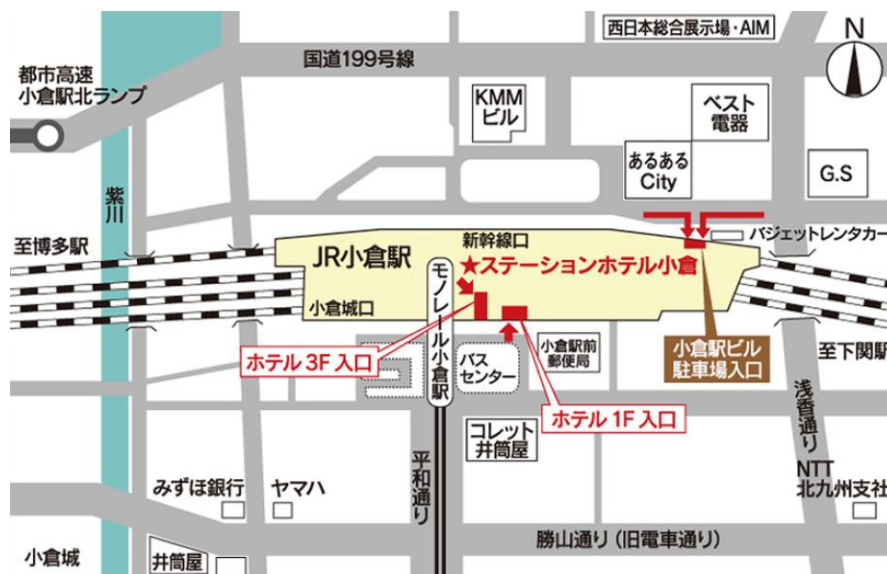 西日本総合展示場・AIM
N
国道199号線
都市高速
小倉駅北ランプ
KMM
ビル
ベスト
電器
あるある
City
G.S
紫川
至博多駅
新幹線口
バジェットレンタカー
JR小倉駅
★ステーションホテル小倉
モノレール小倉駅
小倉城口
ホテル 3F 入口
バス
センター
小倉駅前
郵便局
小倉駅ビル
駐車場入口
至下関駅
ホテル 1F 入口
浅香通り
コレット
井筒屋
平和通り
みずほ銀行
ヤマハ
NTT
北九州支社
勝山通り(旧電車通り)
小倉城
井筒屋